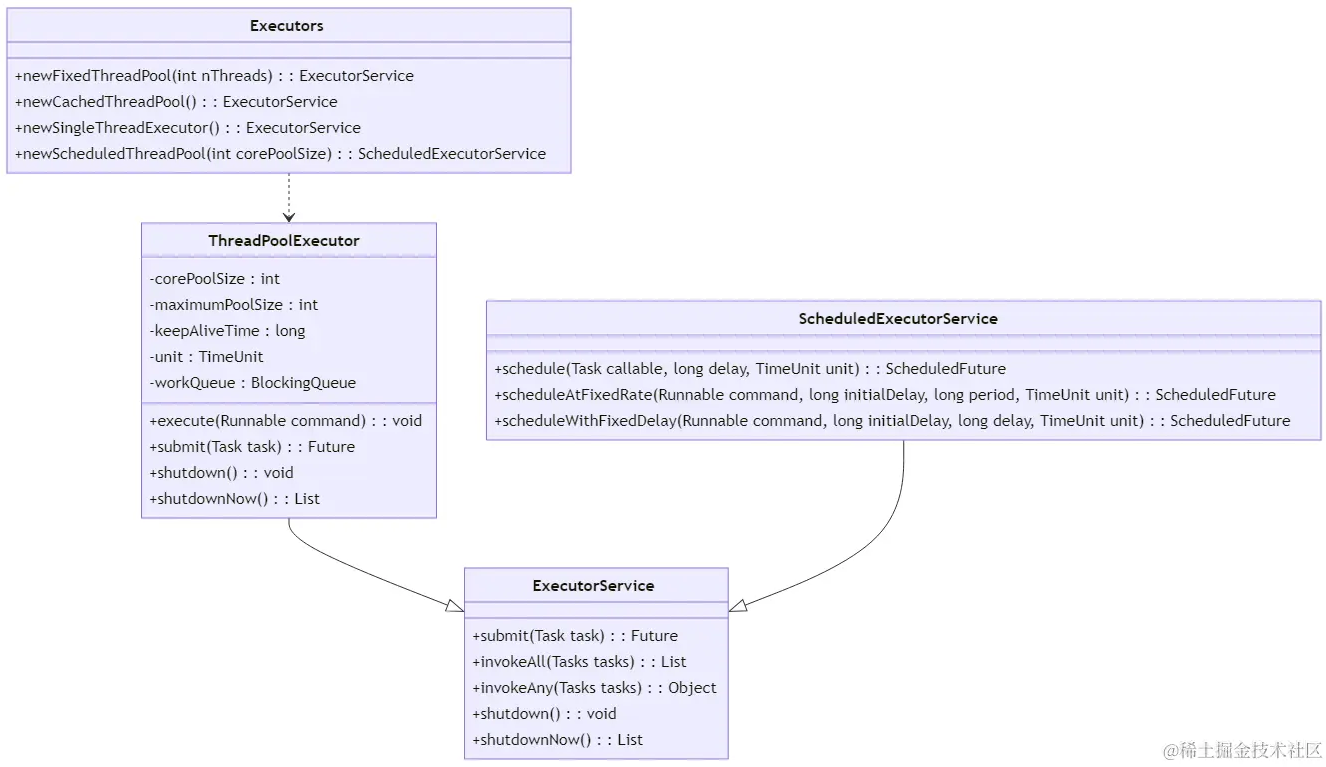 Executors
+newFixedThreadPool(int nThreads) : : ExecutorService
+newCachedThreadPool() : : ExecutorService
+newSingleThreadExecutor() : : ExecutorService
+newScheduledThreadPool(int corePoolSize) : : ScheduledExecutorService
ThreadPoolExecutor
-corePoolSize : int
-maximumPoolSize : int
-keepAliveTime : long
-unit : TimeUnit
-workQueue : BlockingQueue
+execute(Runnable command) : : void
+submit(Task task) : : Future
+shutdown() : : void
+shutdownNow() : : List
ScheduledExecutorService
+schedule(Task callable, long delay, TimeUnit unit) : : ScheduledFuture
+scheduleAtFixedRate(Runnable command, long initialDelay, long period, TimeUnit unit) : : ScheduledFuture
+scheduleWithFixedDelay(Runnable command, long initialDelay, long delay, TimeUnit unit) : : ScheduledFuture
ExecutorService
+submit(Task task) : : Future
+invokeAll(Tasks tasks) : : List
+invokeAny(Tasks tasks) : : Object
+shutdown() : : void
+shutdownNow() : : List
@稀土掘金技术社区